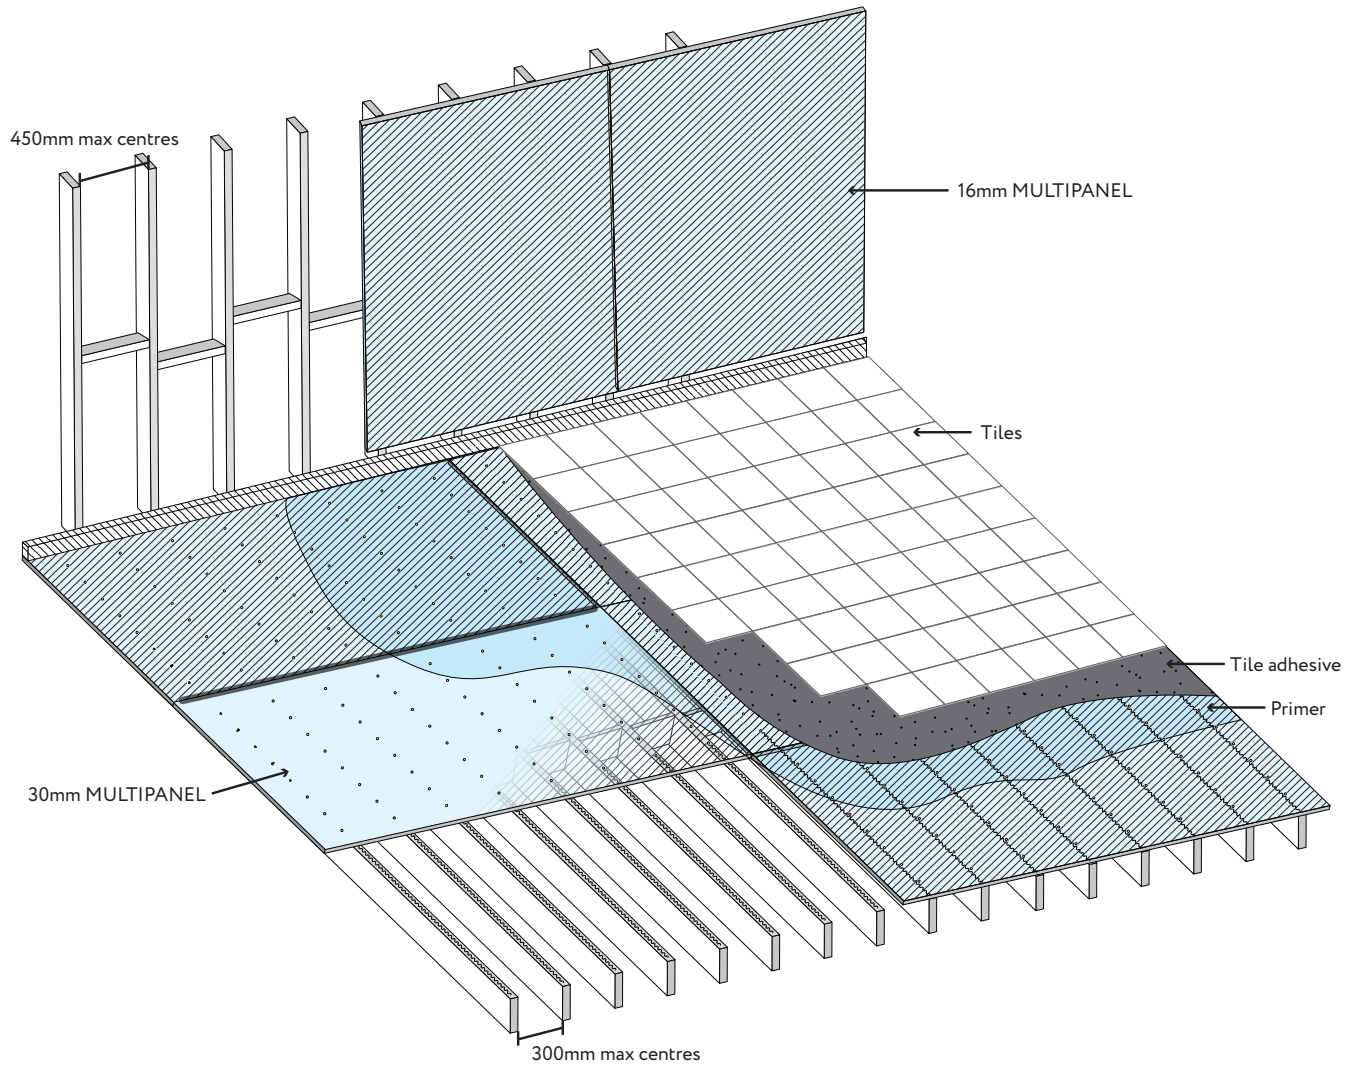 450mm max centres
16mm MULTIPANEL
Tiles
Tile adhesive
Primer
30mm MULTIPANEL
300mm max centres